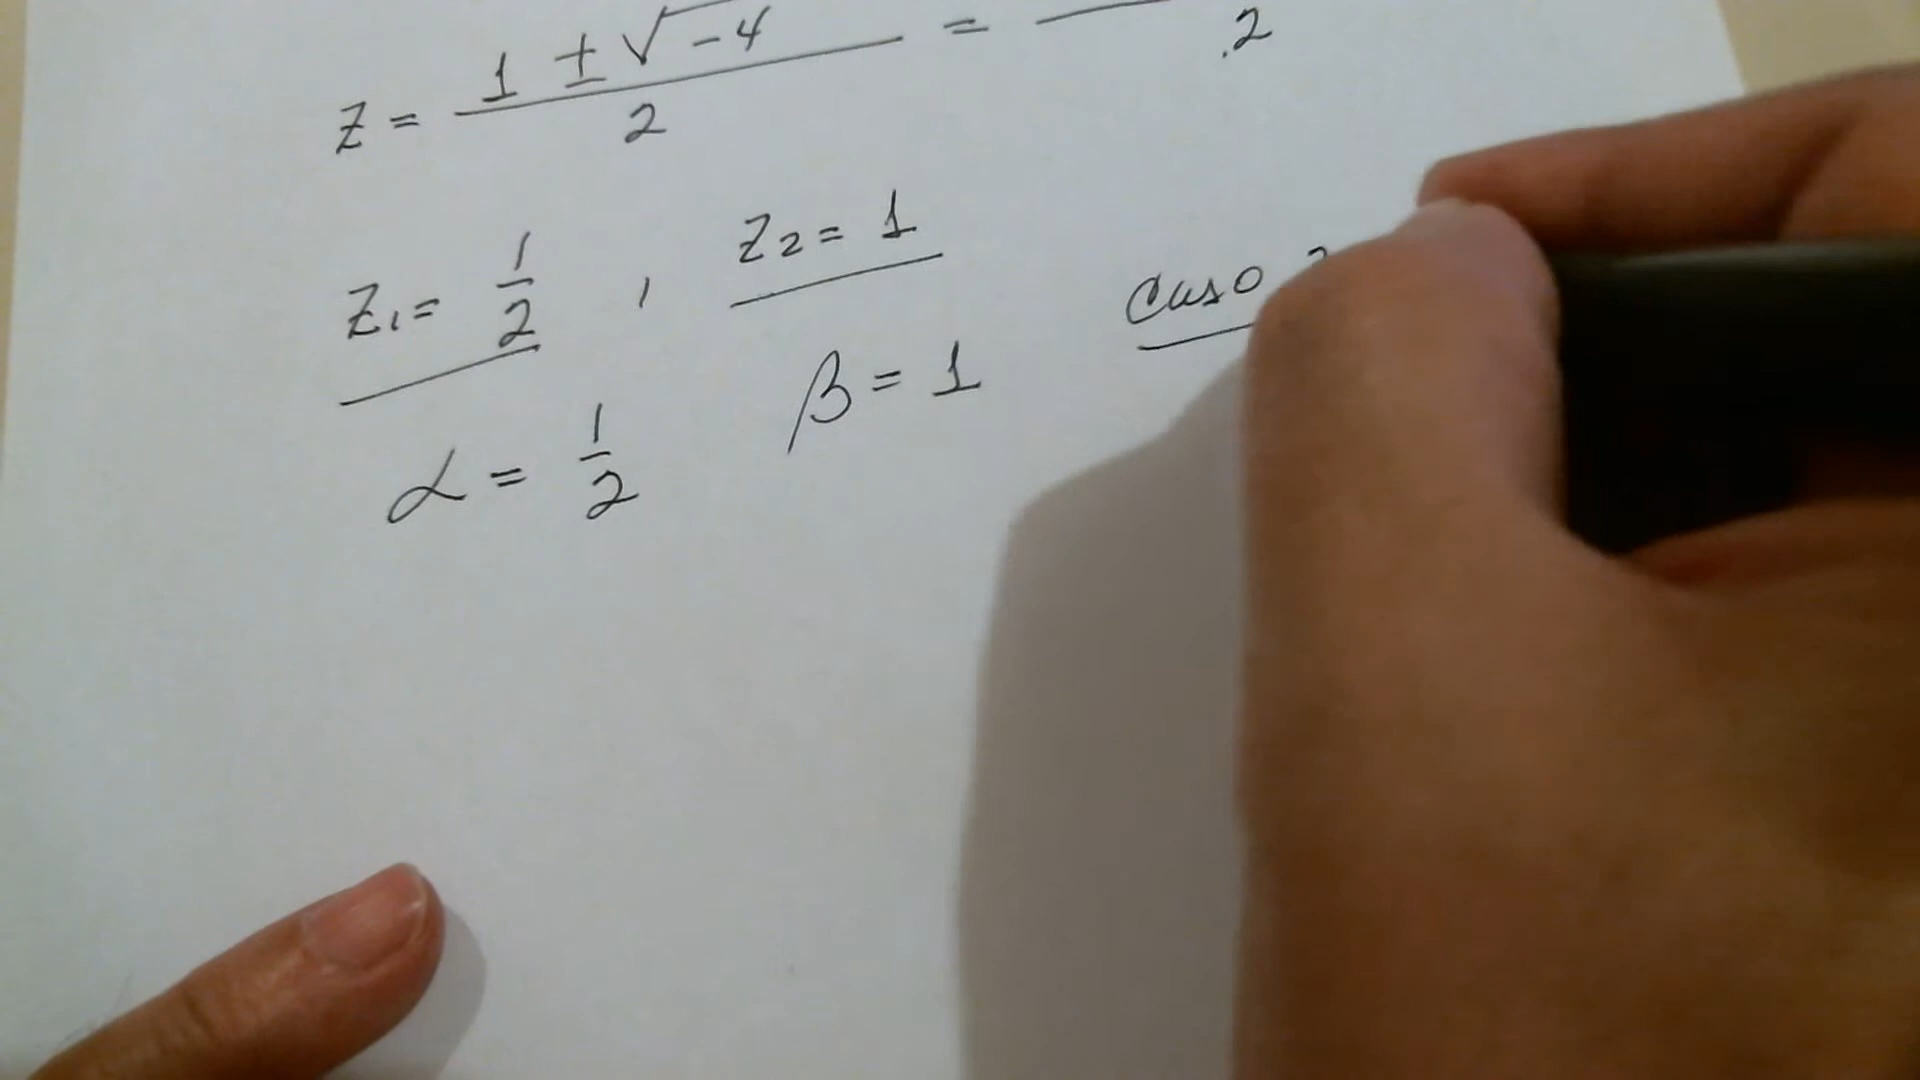 z = (1 ± √-4) / 2 = / 2
z1 = 1/2 , z2 = 1
α = 1/2 β = 1
Caso